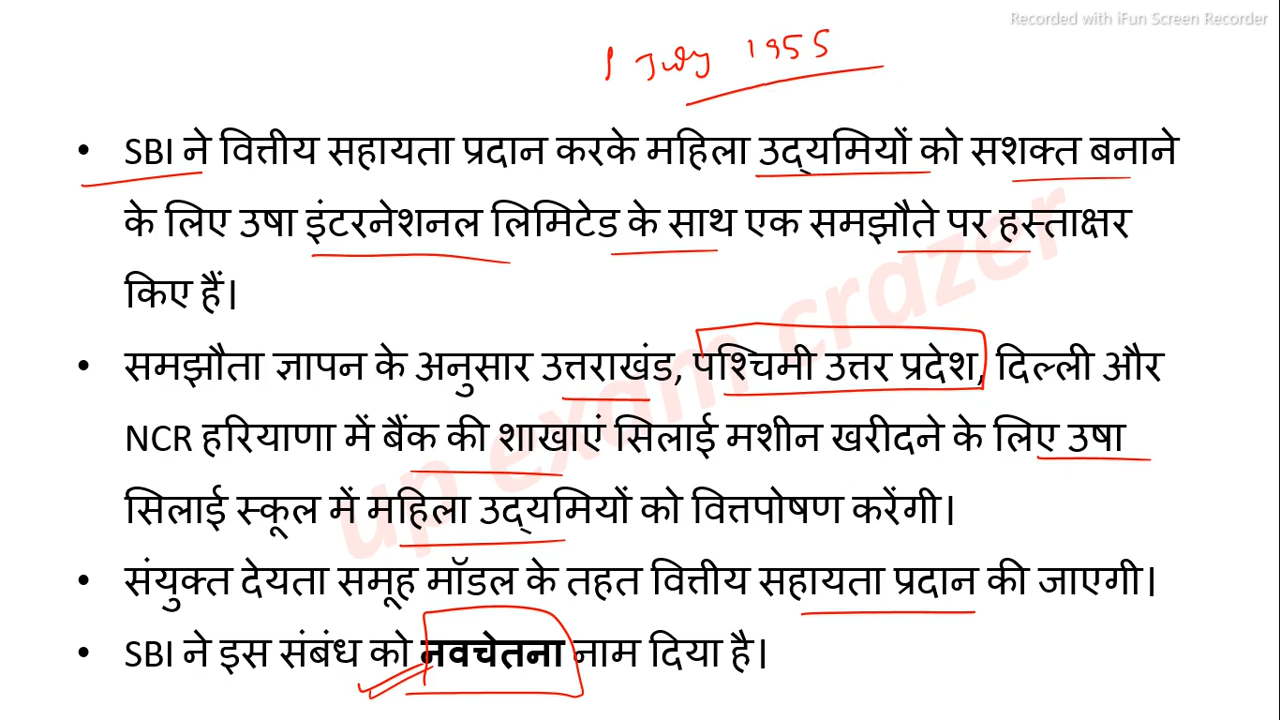 Recorded with iFun Screen Recorder
1 July 1955
• SBI ने वित्तीय सहायता प्रदान करके महिला उद्यमियों को सशक्त बनाने
के लिए उषा इंटरनेशनल लिमिटेड के साथ एक समझौते पर हस्ताक्षर
किए हैं।
• समझौता ज्ञापन के अनुसार उत्तराखंड, पश्चिमी उत्तर प्रदेश, दिल्ली और
NCR हरियाणा में बैंक की शाखाएं सिलाई मशीन खरीदने के लिए उषा
सिलाई स्कूल में महिला उद्यमियों को वित्तपोषण करेंगी।
• संयुक्त देयता समूह मॉडल के तहत वित्तीय सहायता प्रदान की जाएगी।
• SBI ने इस संबंध को नवचेतना नाम दिया है।
up exam crazer